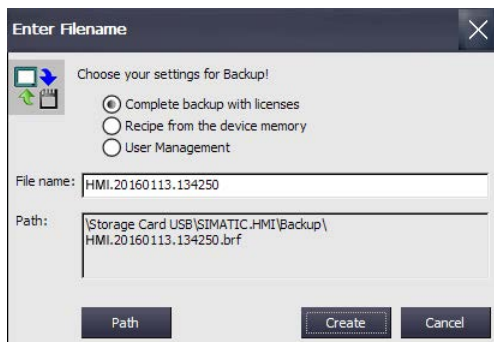 Enter Filename
Choose your settings for Backup!
Complete backup with licenses
Recipe from the device memory
User Management
File name: HMI.20160113.134250
Path: \Storage Card USB\SIMATIC.HMI\Backup\
HMI.20160113.134250.brf
Path Create Cancel